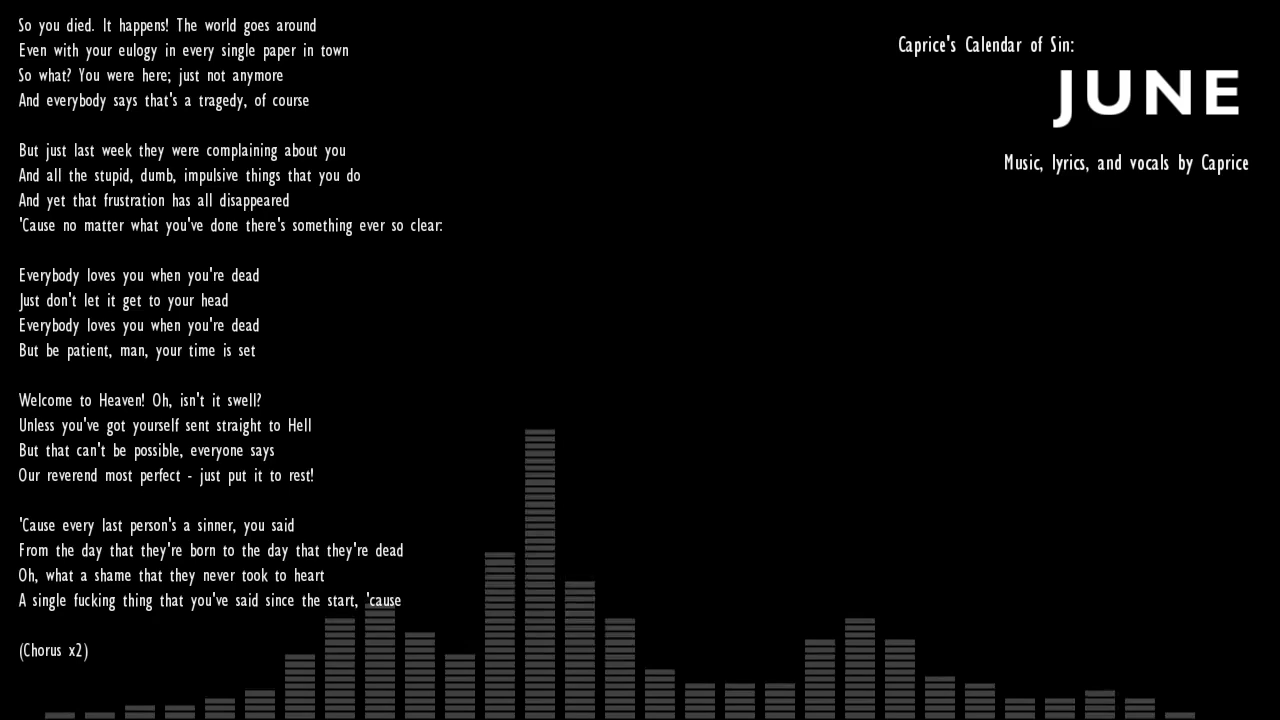 So you died. It happens! The world goes around
Even with your eulogy in every single paper in town
So what? You were here; just not anymore
And everybody says that's a tragedy, of course
But just last week they were complaining about you
And all the stupid, dumb, impulsive things that you do
And yet that frustration has all disappeared
'Cause no matter what you've done there's something ever so clear:
Everybody loves you when you're dead
Just don't let it get to your head
Everybody loves you when you're dead
But be patient, man, your time is set
Welcome to Heaven! Oh, isn't it swell?
Unless you've got yourself sent straight to Hell
But that can't be possible, everyone says
Our reverend most perfect - just put it to rest!
'Cause every last person's a sinner, you said
From the day that they're born to the day that they're dead
Oh, what a shame that they never took to heart
A single fucking thing that you've said since the start, 'cause
(Chorus x2)
Caprice's Calendar of Sin:
JUNE
Music, lyrics, and vocals by Caprice